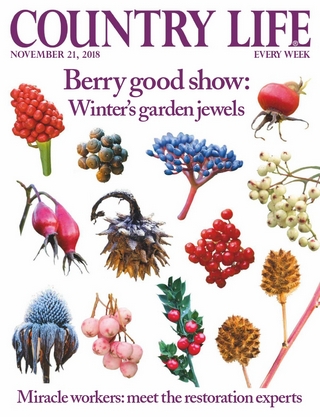 COUNTRY LIFE
NOVEMBER 21, 2018
EVERY WEEK
Berry good show:
Winter's garden jewels
Miracle workers: meet the restoration experts